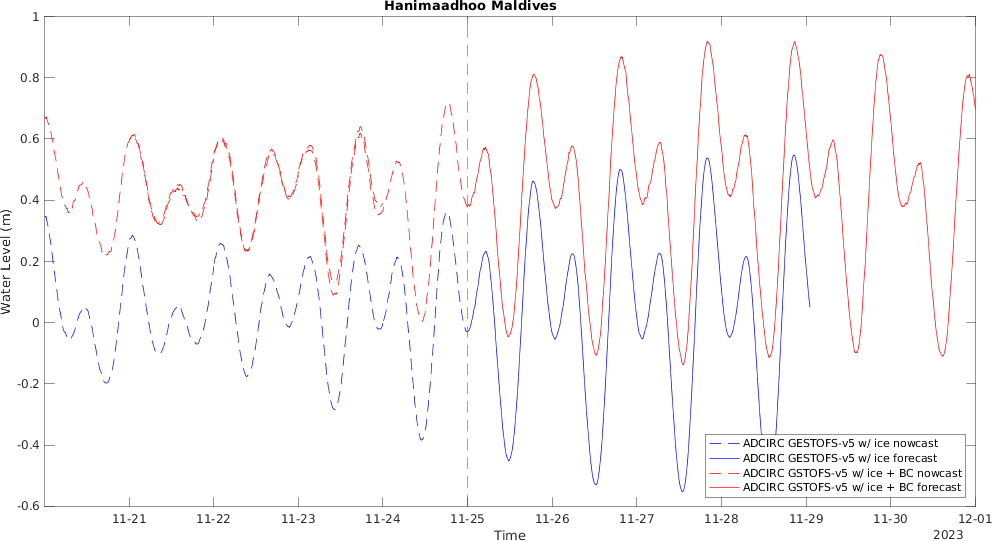 Hanimaadhoo Maldives
Water Level (m)
1
0.8
0.6
0.4
0.2
0
-0.2
-0.4
-0.6
ADCIRC GESTOFS-v5 w/ ice nowcast
ADCIRC GESTOFS-v5 w/ ice forecast
ADCIRC GSTOFS-v5 w/ ice + BC nowcast
ADCIRC GSTOFS-v5 w/ ice + BC forecast
11-21 11-22 11-23 11-24 11-25 11-26 11-27 11-28 11-29 11-30 12-01
Time
2023